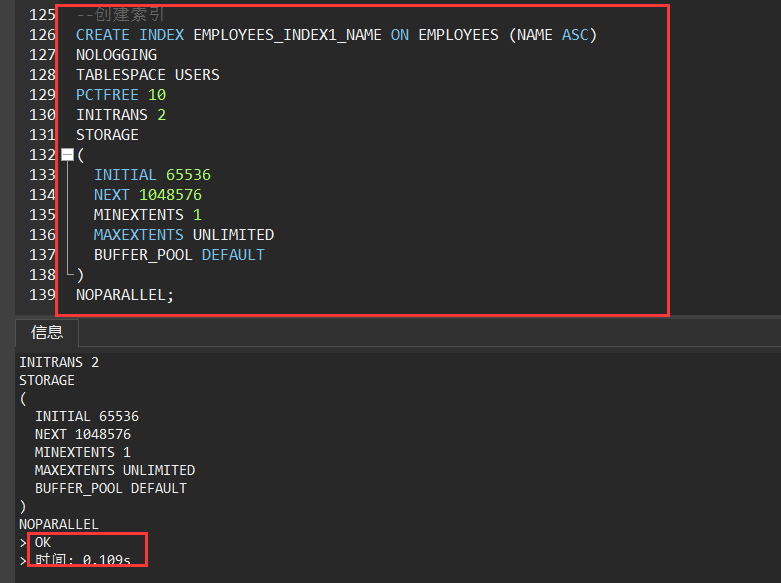 125 --创建索引
126 CREATE INDEX EMPLOYEES_INDEX1_NAME ON EMPLOYEES (NAME ASC)
127 NOLOGGING
128 TABLESPACE USERS
129 PCTFREE 10
130 INITRANS 2
131 STORAGE
132 (
133 INITIAL 65536
134 NEXT 1048576
135 MINEXTENTS 1
136 MAXEXTENTS UNLIMITED
137 BUFFER_POOL DEFAULT
138 )
139 NOPARALLEL;
信息
INITRANS 2
STORAGE
(
INITIAL 65536
NEXT 1048576
MINEXTENTS 1
MAXEXTENTS UNLIMITED
BUFFER_POOL DEFAULT
)
NOPARALLEL
> OK
> 时间: 0.109s